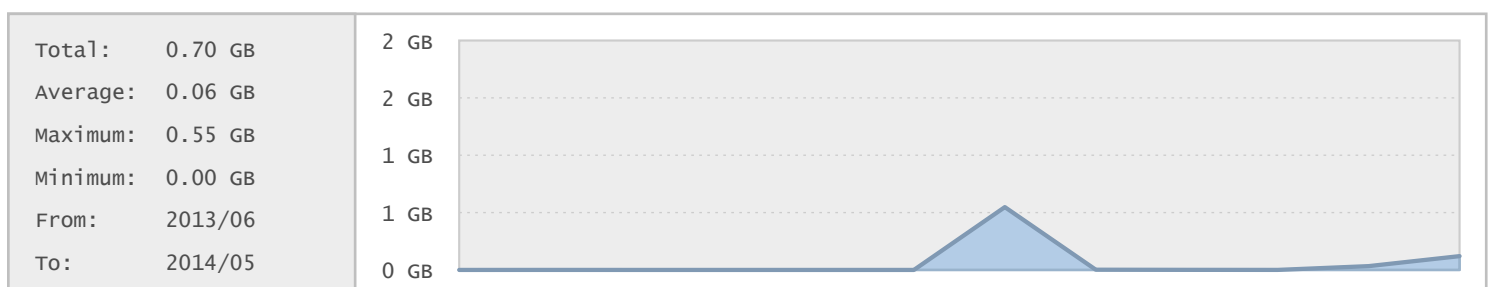 Total: 0.70 GB
Average: 0.06 GB
Maximum: 0.55 GB
Minimum: 0.00 GB
From: 2013/06
To: 2014/05
2 GB
2 GB
1 GB
1 GB
0 GB